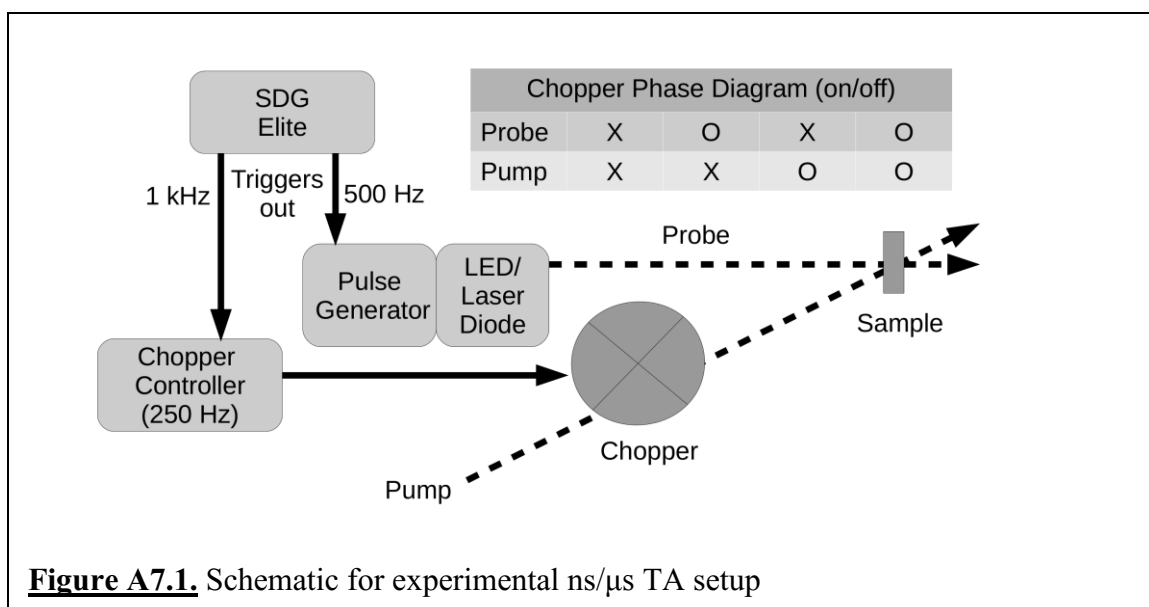 SDG
Elite
Chopper Phase Diagram (on/off)
Probe X O X O
Pump X X O O
1 kHz
Triggers
out
500 Hz
Probe
Pulse
Generator
LED/
Laser
Diode
Sample
Chopper
Controller
(250 Hz)
Chopper
Pump
Figure A7.1. Schematic for experimental ns/μs TA setup